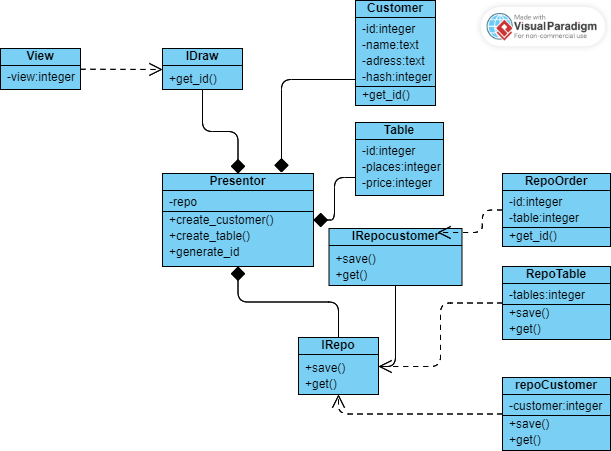 Made with
Visual Paradigm
For non-commercial use
Customer
-id:integer
-name:text
-adress:text
-hash:integer
+get_id()
View
-view:integer
IDraw
+get_id()
Table
-id:integer
-places:integer
-price:integer
Presentor
-repo
+create_customer()
+create_table()
+generate_id
RepoOrder
-id:integer
-table:integer
+get_id()
IRepocustomer
+save()
+get()
RepoTable
-tables:integer
+save()
+get()
IRepo
+save()
+get()
repoCustomer
-customer:integer
+save()
+get()